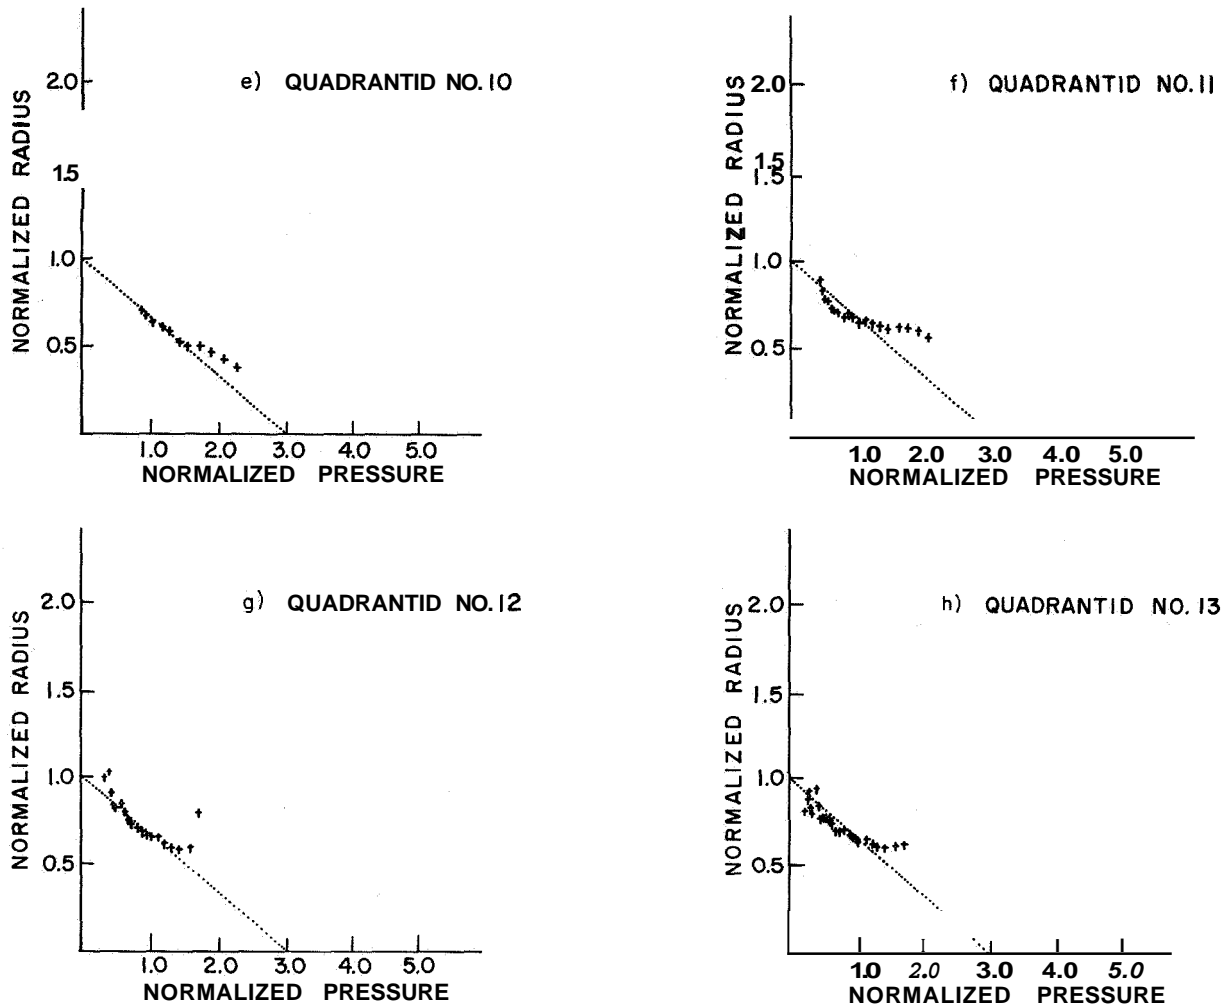 e) QUADRANTID NO. 10
NORMALIZED RADIUS
2.0
1.5
1.0
0.5
1.0 2.0 3.0 4.0 5.0
NORMALIZED PRESSURE
f) QUADRANTID NO. 11
NORMALIZED RADIUS
2.0
1.5
1.5
1.0
0.5
1.0 2.0 3.0 4.0 5.0
NORMALIZED PRESSURE
g) QUADRANTID NO. 12
NORMALIZED RADIUS
2.0
1.5
1.0
0.5
1.0 2.0 3.0 4.0 5.0
NORMALIZED PRESSURE
h) QUADRANTID NO. 13
NORMALIZED RADIUS
2.0
1.5
1.0
0.5
1.0 2.0 3.0 4.0 5.0
NORMALIZED PRESSURE